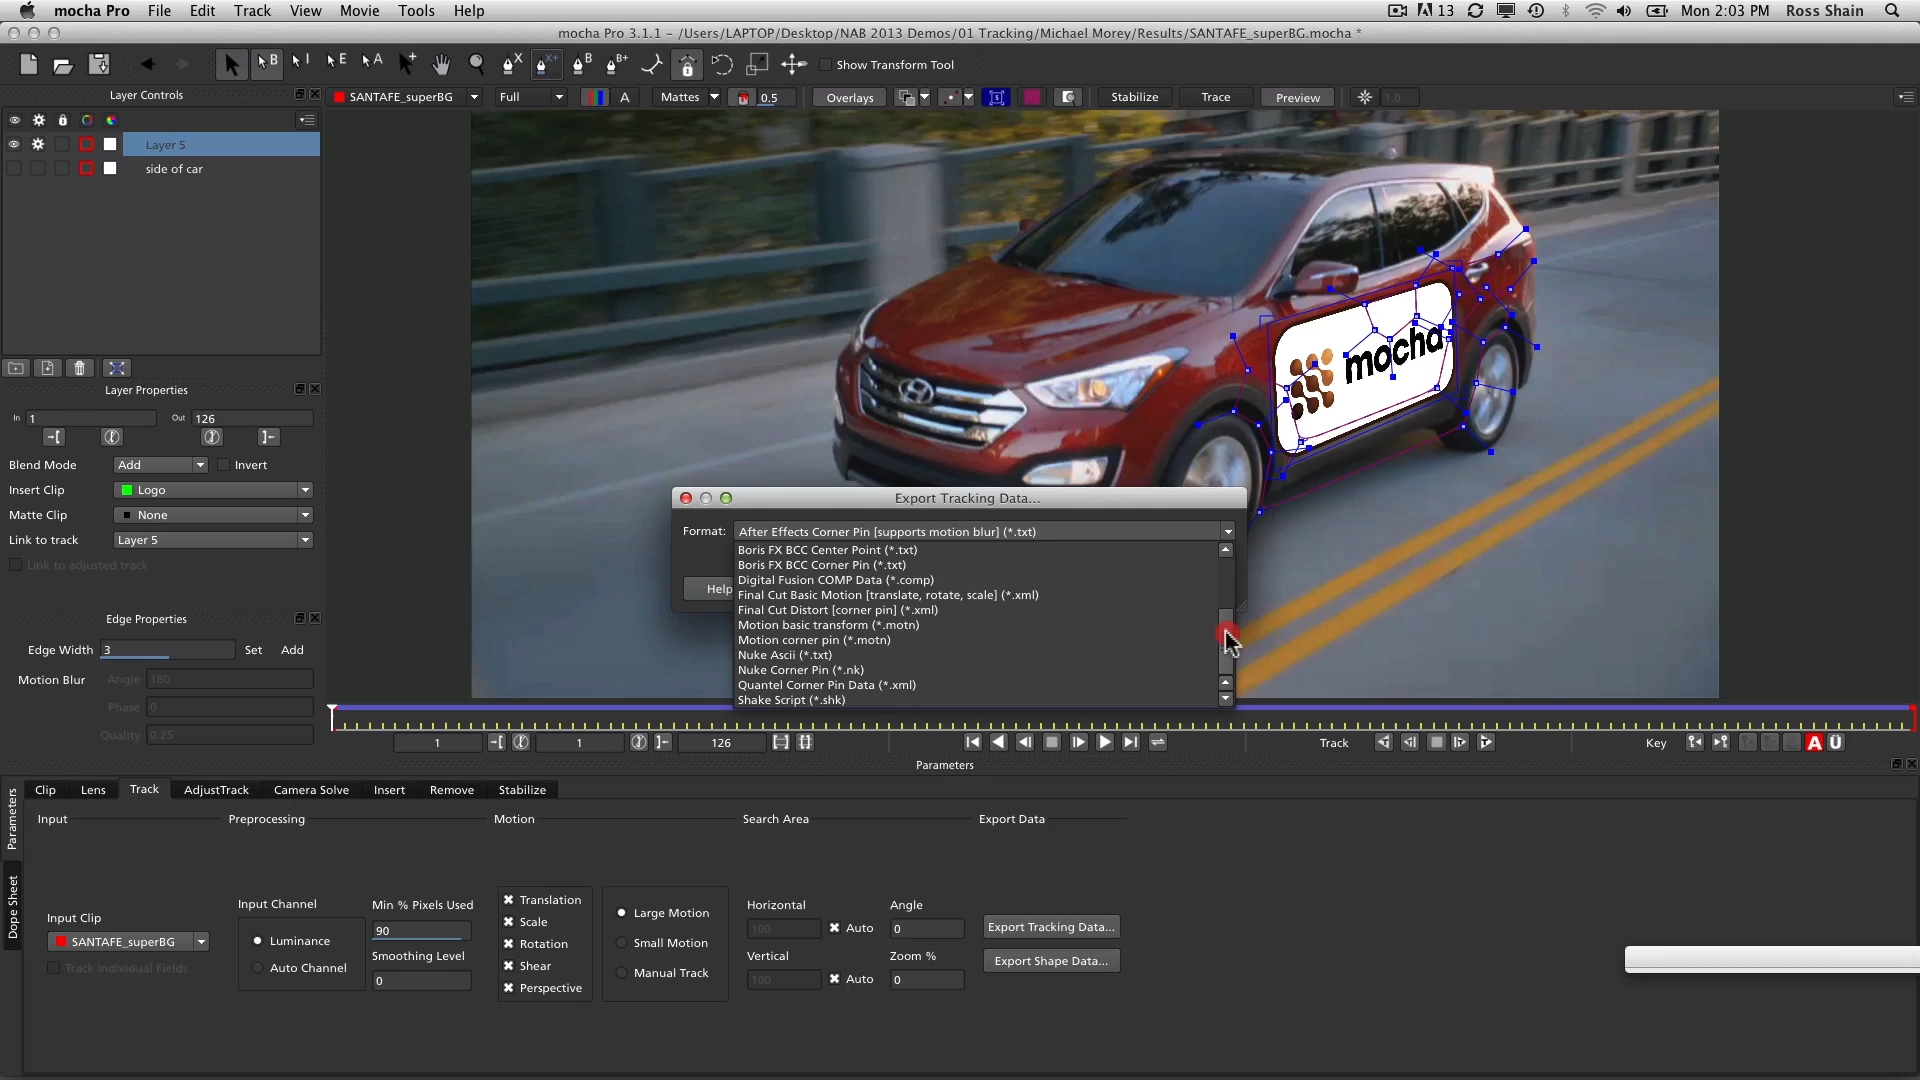 mocha Pro File Edit Track View Movie Tools Help 13 Mon 2:03 PM Ross Shain
mocha Pro 3.1.1 – /Users/LAPTOP/Desktop/NAB 2013 Demos/01 Tracking/Michael Morey/Results/SANTAFE_superBG.mocha *
B I E A X X+ B B+ Show Transform Tool
Layer Controls
SANTAFE_superBG Full A Mattes 0.5 Overlays Stabilize Trace Preview 1.0
Layer 5
side of car
mocha
Layer Properties
In 1 Out 126
Blend Mode Add Invert
Insert Clip Logo
Matte Clip None
Link to track Layer 5
Link to adjusted track
Export Tracking Data...
Format: After Effects Corner Pin [supports motion blur] (*.txt)
Boris FX BCC Center Point (*.txt)
Boris FX BCC Corner Pin (*.txt)
Digital Fusion COMP Data (*.comp)
Help
Final Cut Basic Motion [translate, rotate, scale] (*.xml)
Final Cut Distort [corner pin] (*.xml)
Motion basic transform (*.motn)
Motion corner pin (*.motn)
Nuke Ascii (*.txt)
Nuke Corner Pin (*.nk)
Quantel Corner Pin Data (*.xml)
Shake Script (*.shk)
Edge Properties
Edge Width 3 Set Add
Motion Blur Angle 180
Phase 0
Quality 0.25
1 1 126 Track Key A Ü
Parameters
Parameters
Dope Sheet
Clip Lens Track AdjustTrack Camera Solve Insert Remove Stabilize
Input Preprocessing Motion Search Area Export Data
Input Clip
SANTAFE_superBG
Track Individual Fields
Input Channel
Luminance
Auto Channel
Min % Pixels Used
90
Smoothing Level
0
Translation
Scale
Rotation
Shear
Perspective
Large Motion
Small Motion
Manual Track
Horizontal
100 Auto
Vertical
100 Auto
Angle
0
Zoom %
0
Export Tracking Data...
Export Shape Data...